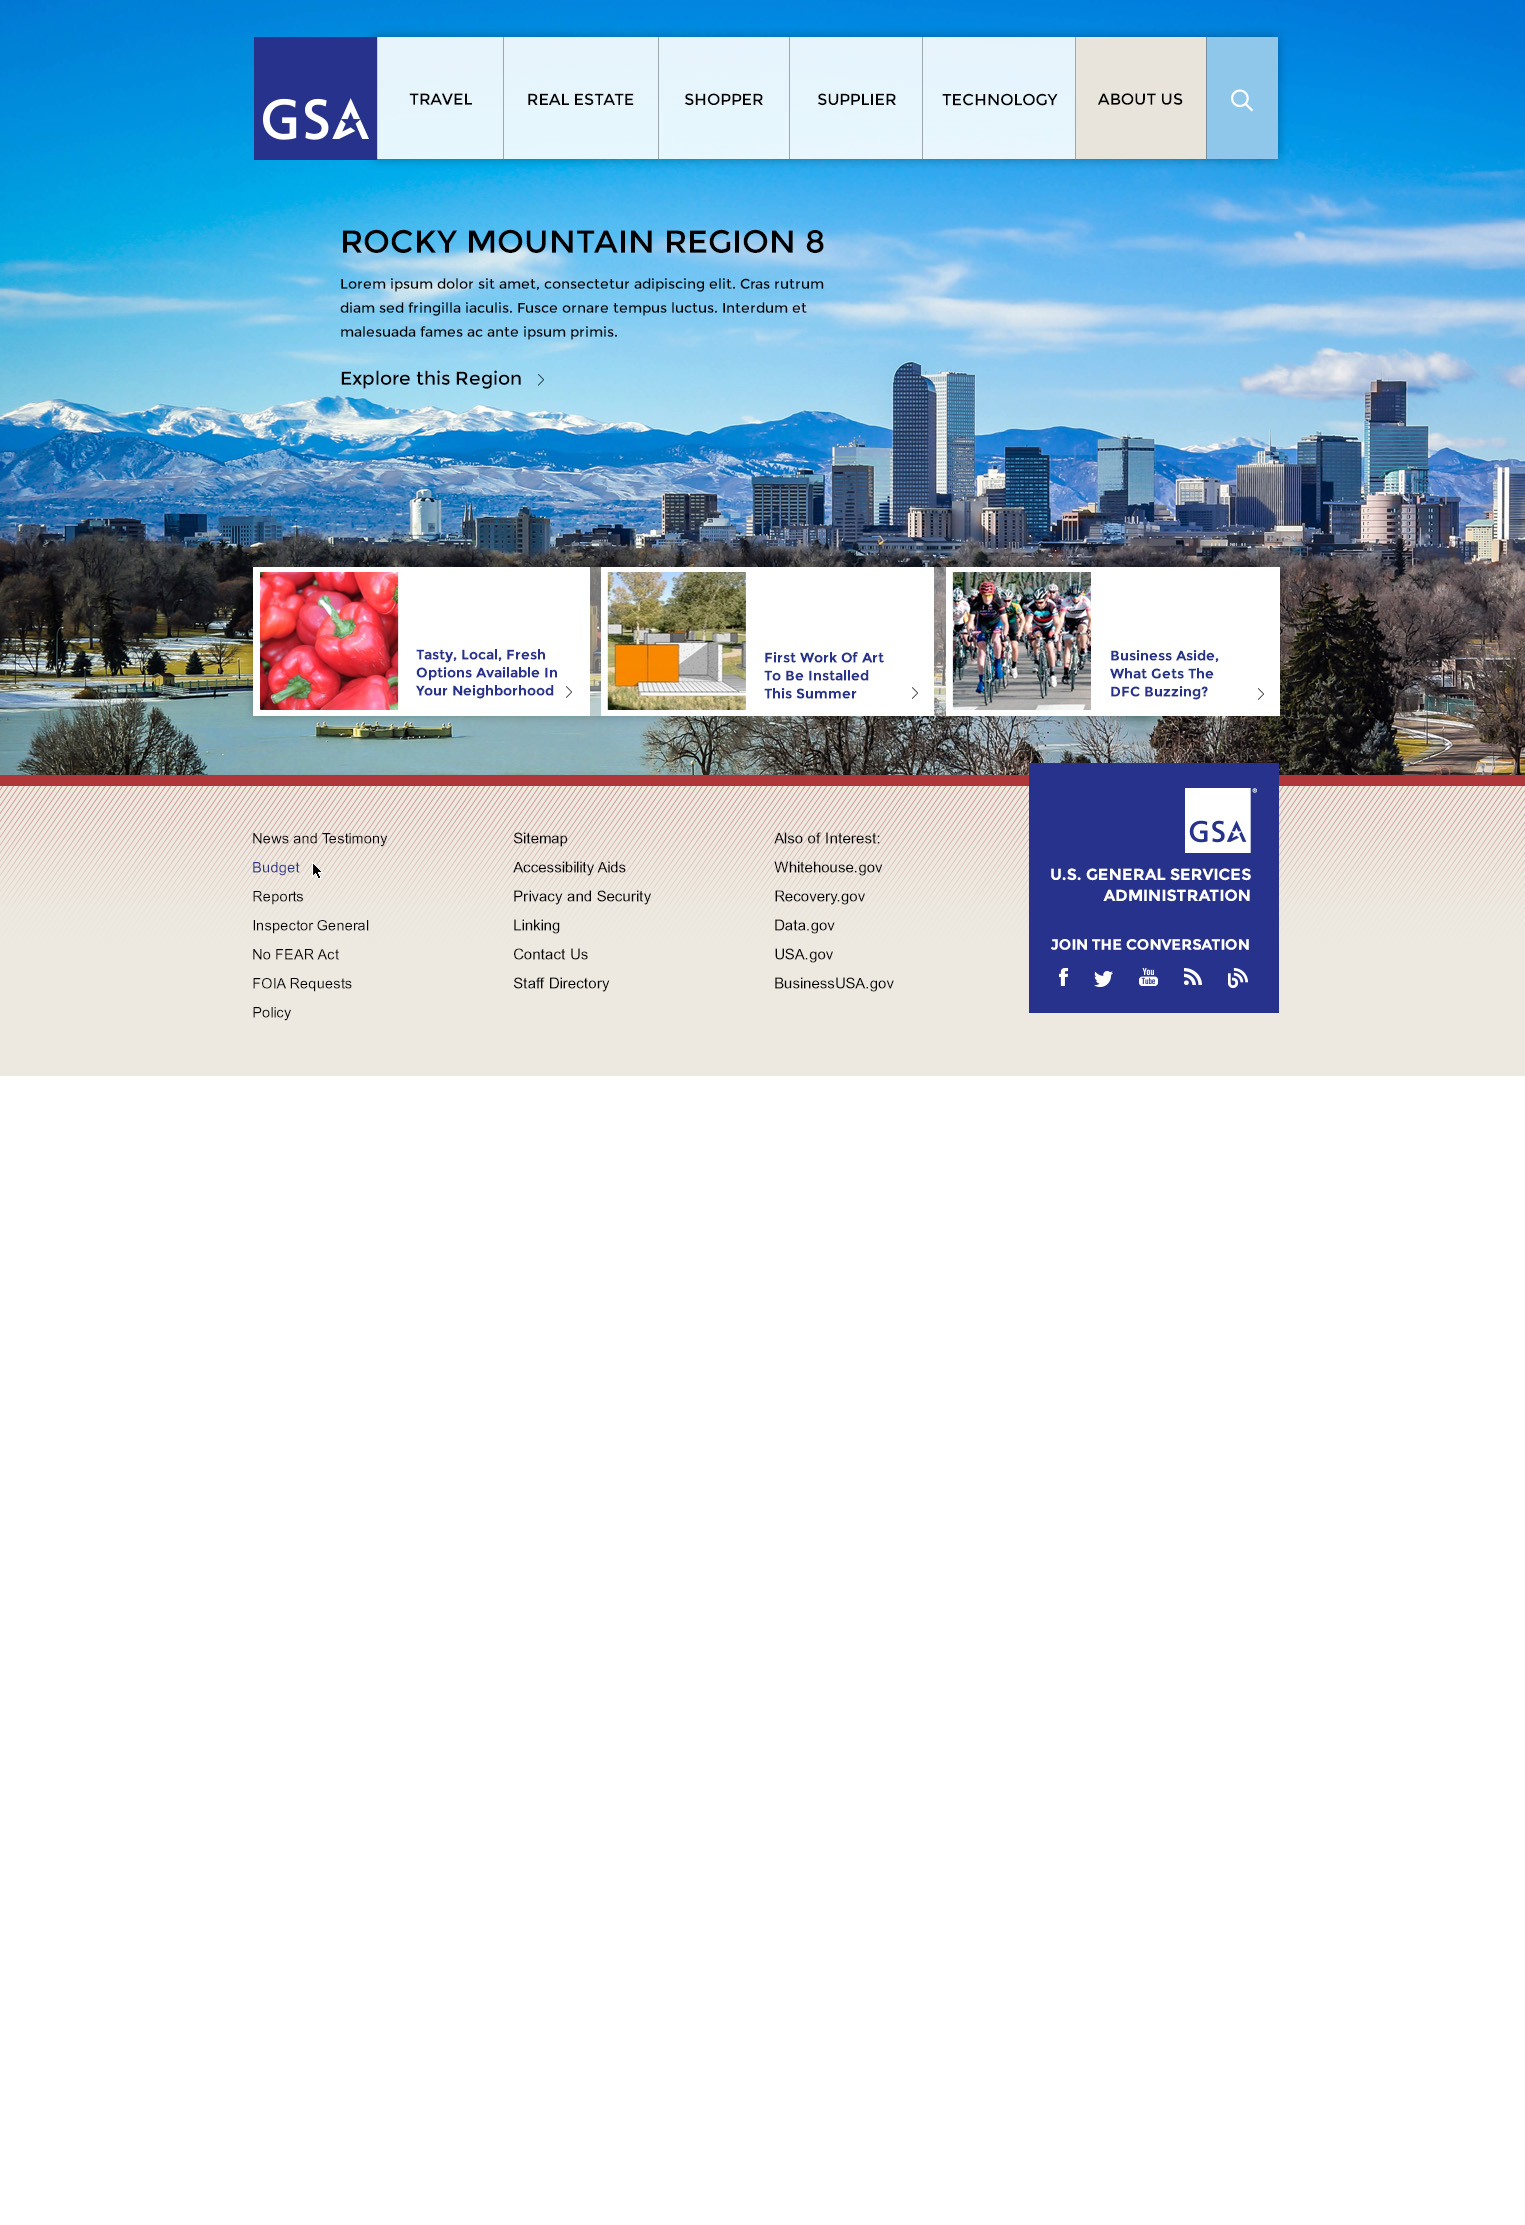 GSA
TRAVEL
REAL ESTATE
SHOPPER
SUPPLIER
TECHNOLOGY
ABOUT US
ROCKY MOUNTAIN REGION 8
Lorem ipsum dolor sit amet, consectetur adipiscing elit. Cras rutrum
diam sed fringilla iaculis. Fusce ornare tempus luctus. Interdum et
malesuada fames ac ante ipsum primis.
Explore this Region
Tasty, Local, Fresh
Options Available In
Your Neighborhood
First Work Of Art
To Be Installed
This Summer
Business Aside,
What Gets The
DFC Buzzing?
News and Testimony
Budget
Reports
Inspector General
No FEAR Act
FOIA Requests
Policy
Sitemap
Accessibility Aids
Privacy and Security
Linking
Contact Us
Staff Directory
Also of Interest:
Whitehouse.gov
Recovery.gov
Data.gov
USA.gov
BusinessUSA.gov
GSA®
U.S. GENERAL SERVICES
ADMINISTRATION
JOIN THE CONVERSATION
You
Tube